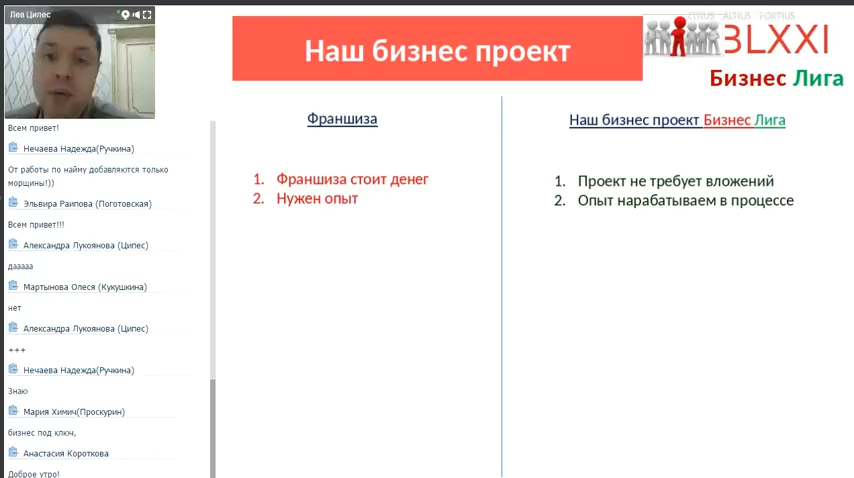 Лев Ципес
Всем привет!
Нечаева Надежда(Ручкина)
От работы по найму добавляются только
морщины!))
Эльвира Раипова (Поготовская)
Всем привет!!!
Александра Лукоянова (Ципес)
дааааа
Мартынова Олеся (Кукушкина)
нет
Александра Лукоянова (Ципес)
+++
Нечаева Надежда(Ручкина)
Знаю
Мария Химич(Проскурин)
бизнес под ключ,
Анастасия Короткова
Доброе утро!
Наш бизнес проект
ALTIUS FORTIUS
BLXXI
Бизнес Лига
Франшиза
1. Франшиза стоит денег
2. Нужен опыт
Наш бизнес проект Бизнес Лига
1. Проект не требует вложений
2. Опыт нарабатываем в процессе